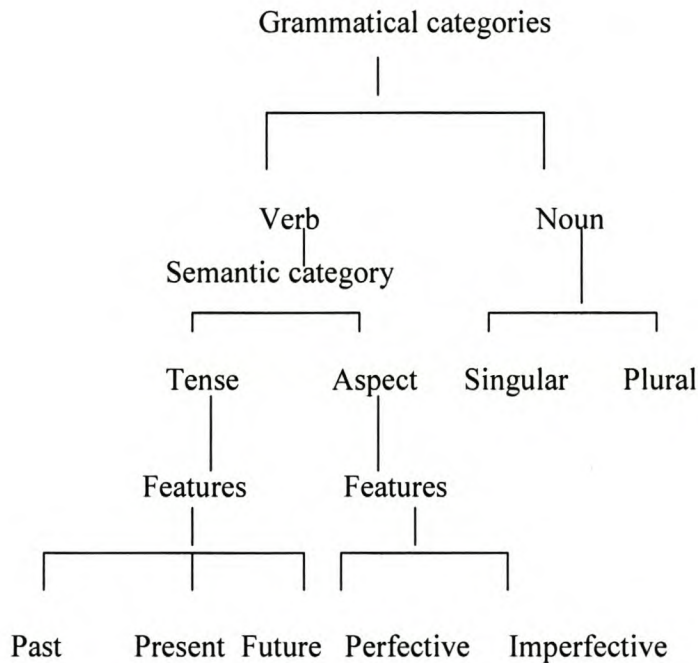 Grammatical categories
Verb Noun
Semantic category
Tense Aspect Singular Plural
Features Features
Past Present Future Perfective Imperfective